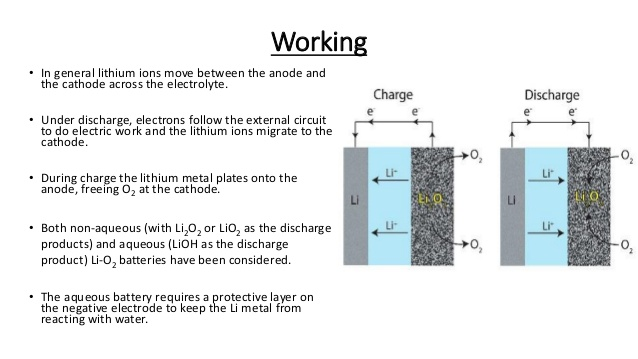 Working
• In general lithium ions move between the anode and
the cathode across the electrolyte.
• Under discharge, electrons follow the external circuit
to do electric work and the lithium ions migrate to the
cathode.
• During charge the lithium metal plates onto the
anode, freeing O2 at the cathode.
• Both non-aqueous (with Li2O2 or LiO2 as the discharge
products) and aqueous (LiOH as the discharge
product) Li-O2 batteries have been considered.
• The aqueous battery requires a protective layer on
the negative electrode to keep the Li metal from
reacting with water.
Charge
e- e-
O2
Li+
Li
Li+
O2
Discharge
e- e-
O2
Li+
Li
Li+
O2